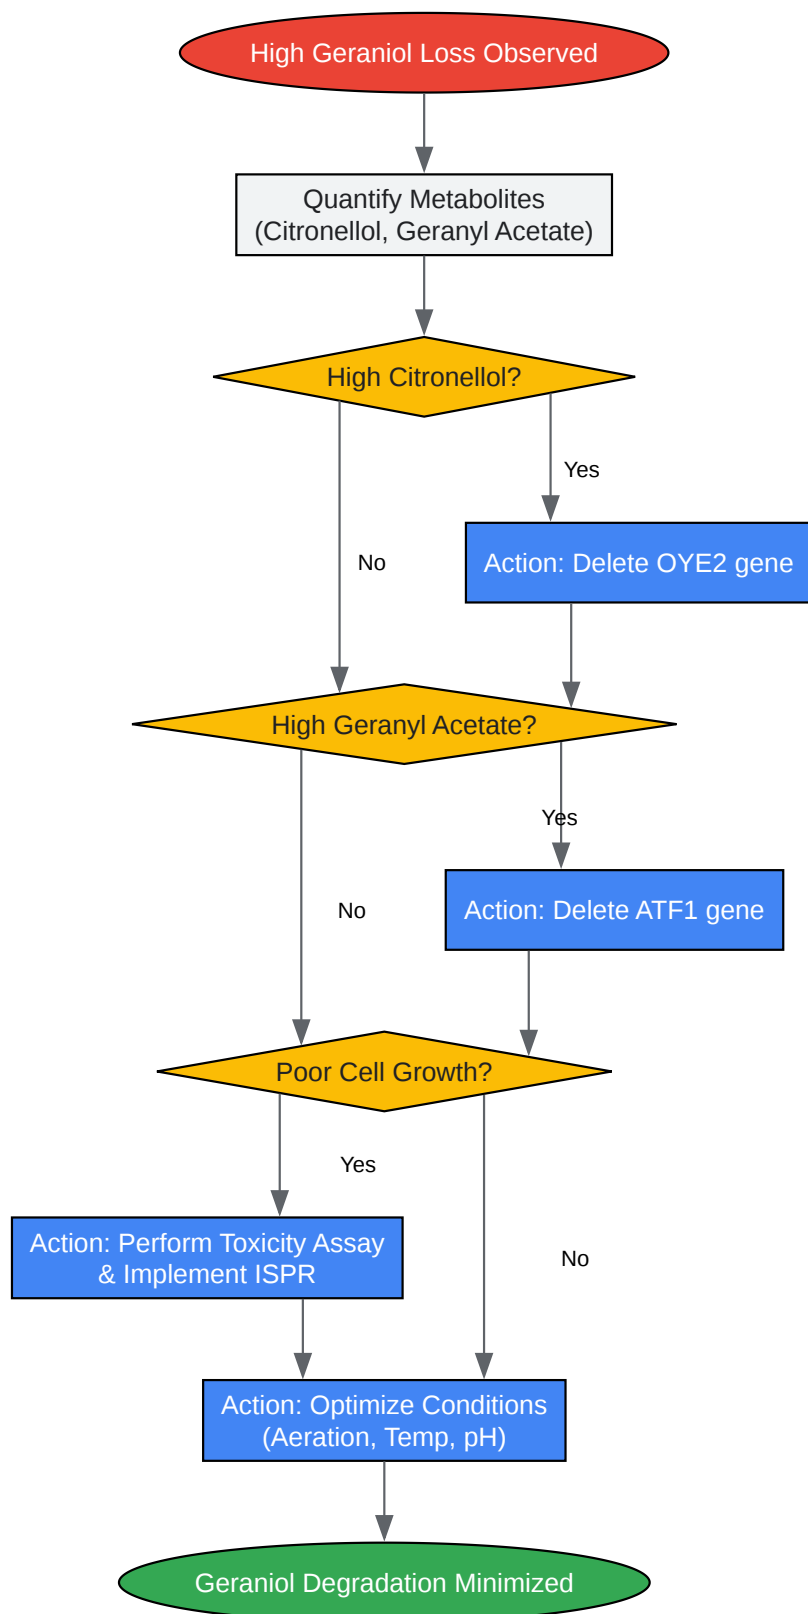 High Geraniol Loss Observed
Quantify Metabolites
(Citronellol, Geranyl Acetate)
High Citronellol?
Yes
No
Action: Delete OYE2 gene
High Geranyl Acetate?
Yes
No
Action: Delete ATF1 gene
Poor Cell Growth?
Yes
No
Action: Perform Toxicity Assay
& Implement ISPR
Action: Optimize Conditions
(Aeration, Temp, pH)
Geraniol Degradation Minimized